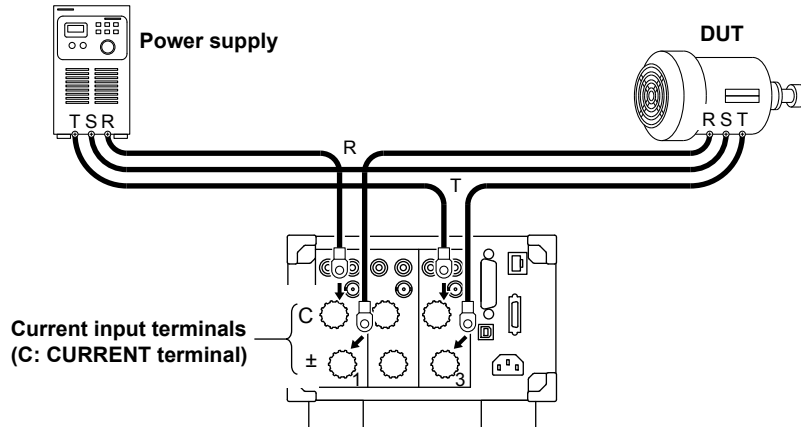 Power supply
DUT
T S R
R S T
R
T
C
Current input terminals
(C: CURRENT terminal)
±
1
3